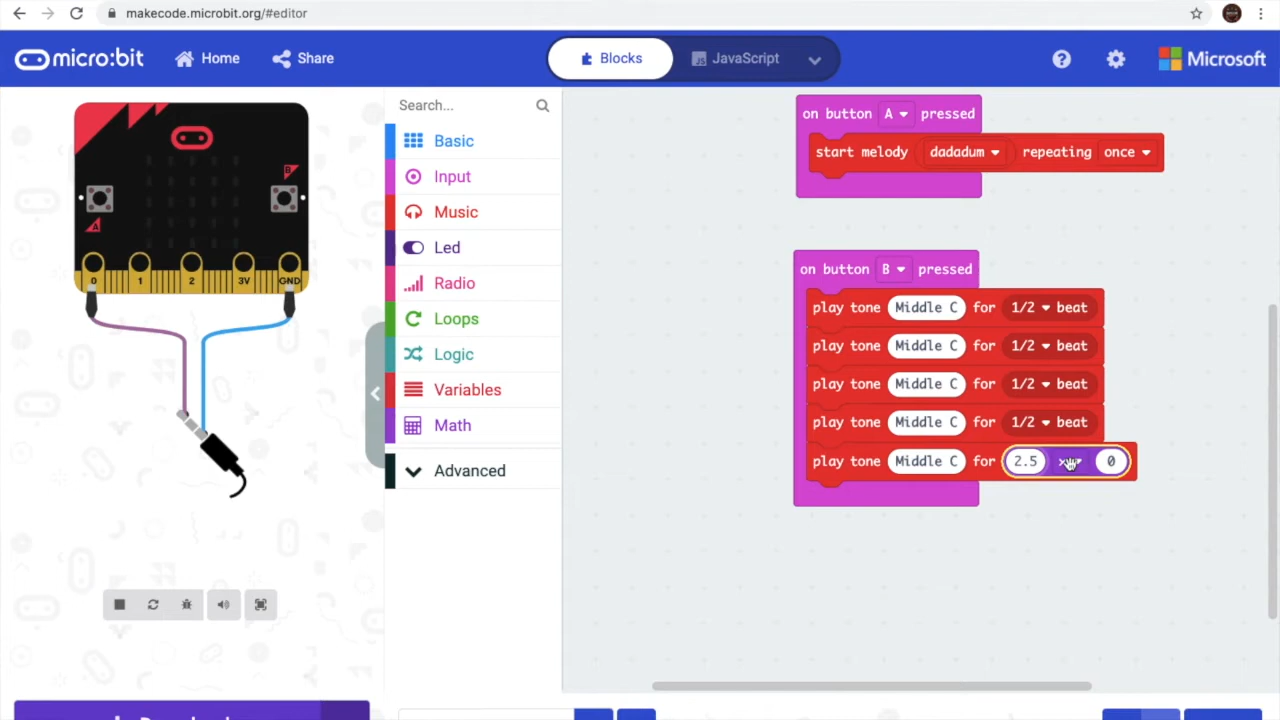 makecode.microbit.org/#editor
micro:bit
Home
Share
Blocks
JavaScript
Microsoft
B
A
0 1 2 3V GND
Search...
Basic
Input
Music
Led
Radio
Loops
Logic
Variables
Math
Advanced
on button A pressed
start melody dadadum repeating once
on button B pressed
play tone Middle C for 1/2 beat
play tone Middle C for 1/2 beat
play tone Middle C for 1/2 beat
play tone Middle C for 1/2 beat
play tone Middle C for 2.5 0